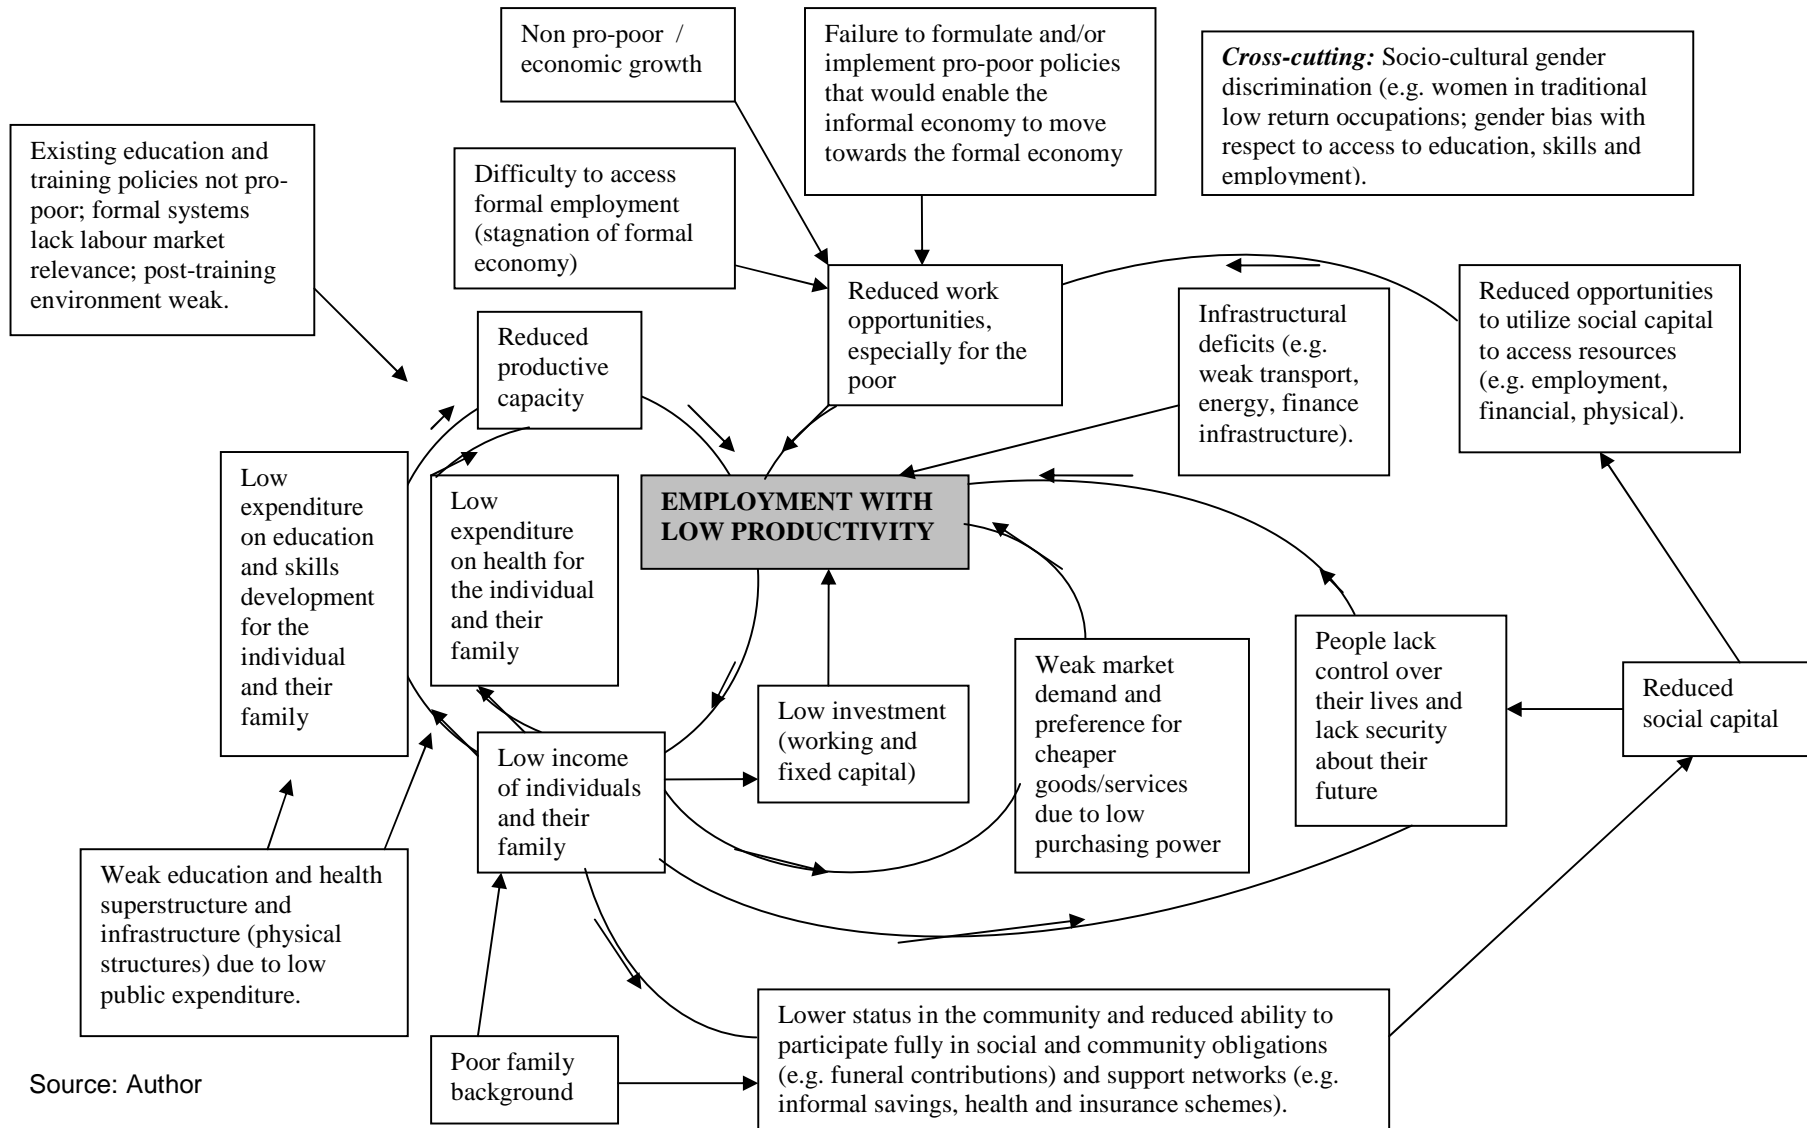 Non pro-poor /
economic growth
Failure to formulate and/or
implement pro-poor policies
that would enable the
informal economy to move
towards the formal economy
Cross-cutting: Socio-cultural gender
discrimination (e.g. women in traditional
low return occupations; gender bias with
respect to access to education, skills and
employment).
Existing education and
training policies not pro-
poor; formal systems
lack labour market
relevance; post-training
environment weak.
Difficulty to access
formal employment
(stagnation of formal
economy)
Reduced work
opportunities,
especially for the
poor
Infrastructural
deficits (e.g.
weak transport,
energy, finance
infrastructure).
Reduced opportunities
to utilize social capital
to access resources
(e.g. employment,
financial, physical).
Reduced
productive
capacity
Low
expenditure
on education
and skills
development
for the
individual
and their
family
Low
expenditure
on health for
the individual
and their
family
EMPLOYMENT WITH
LOW PRODUCTIVITY
Low investment
(working and
fixed capital)
Weak market
demand and
preference for
cheaper
goods/services
due to low
purchasing power
People lack
control over
their lives and
lack security
about their
future
Reduced
social capital
Low income
of individuals
and their
family
Weak education and health
superstructure and
infrastructure (physical
structures) due to low
public expenditure.
Poor family
background
Lower status in the community and reduced ability to
participate fully in social and community obligations
(e.g. funeral contributions) and support networks (e.g.
informal savings, health and insurance schemes).
Source: Author